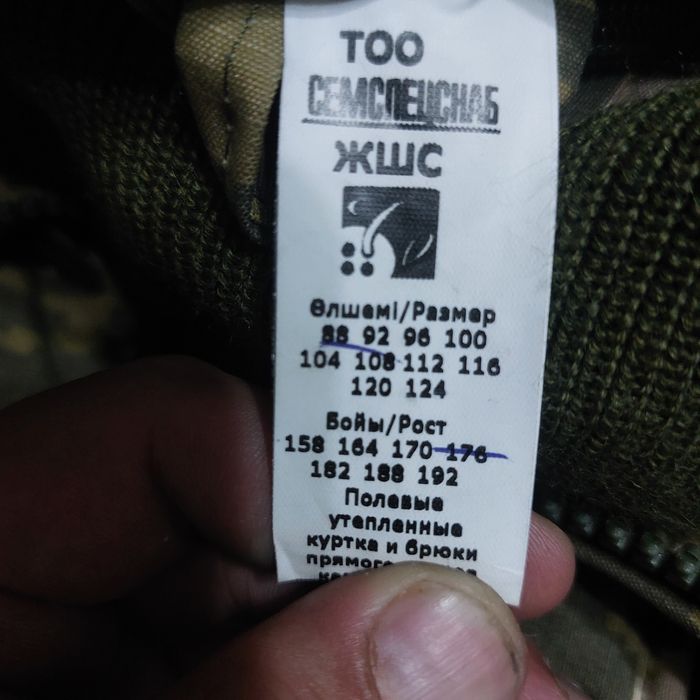 ТОО
СЕМСПЕЦСНАБ
ЖШС
Өлшемі/Размер
88 92 96 100
104 108 112 116
120 124
Бойы/Рост
158 164 170 176
182 188 192
Полевые
утепленные
куртка и брюки